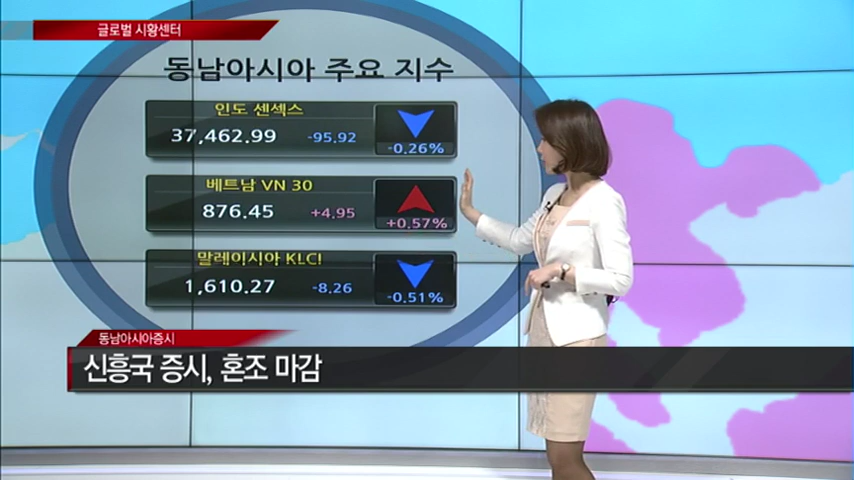 글로벌 시황센터
동남아시아 주요 지수
인도 센섹스
37,462.99 -95.92 -0.26%
베트남 VN 30
876.45 +4.95 +0.57%
말레이시아 KLCI
1,610.27 -8.26 -0.51%
동남아시아증시
신흥국 증시, 혼조 마감